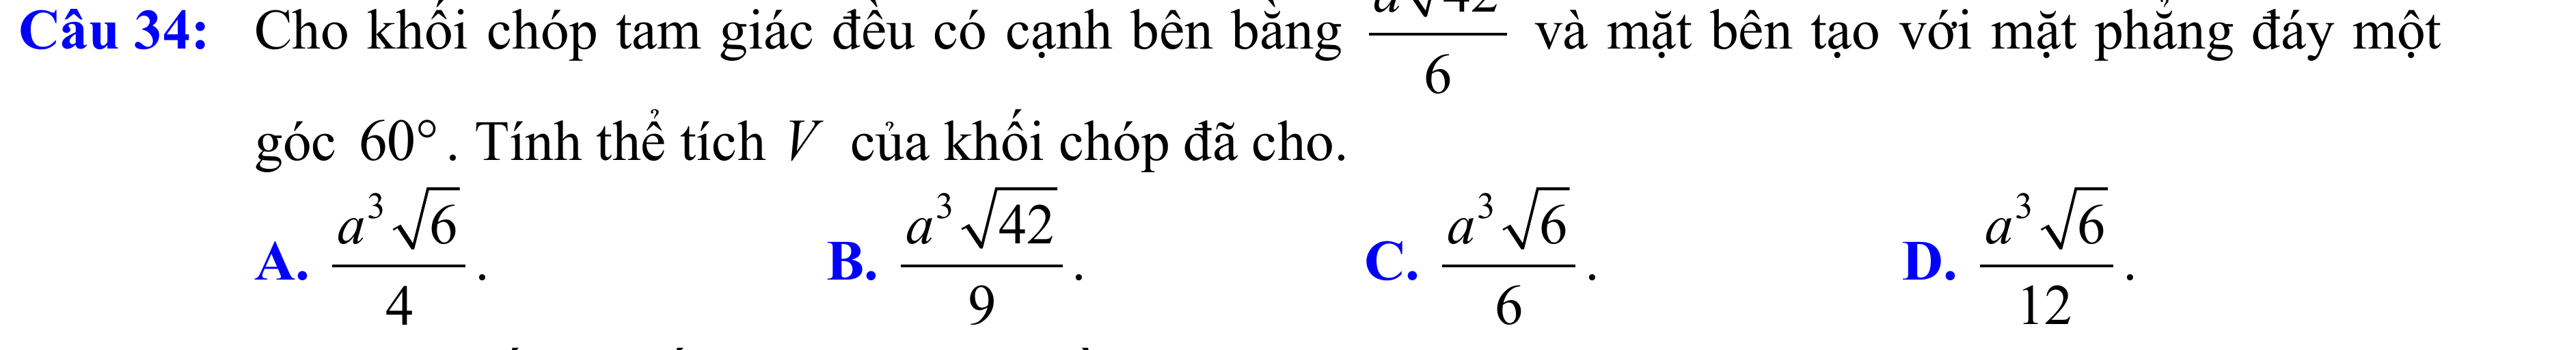 Câu 34: Cho khối chóp tam giác đều có cạnh bên bằng $\frac{a\sqrt{42}}{6}$ và mặt bên tạo với mặt phẳng đáy một
góc $60°$. Tính thể tích $V$ của khối chóp đã cho.
A. $\frac{a^3\sqrt{6}}{4}$. B. $\frac{a^3\sqrt{42}}{9}$. C. $\frac{a^3\sqrt{6}}{6}$. D. $\frac{a^3\sqrt{6}}{12}$.